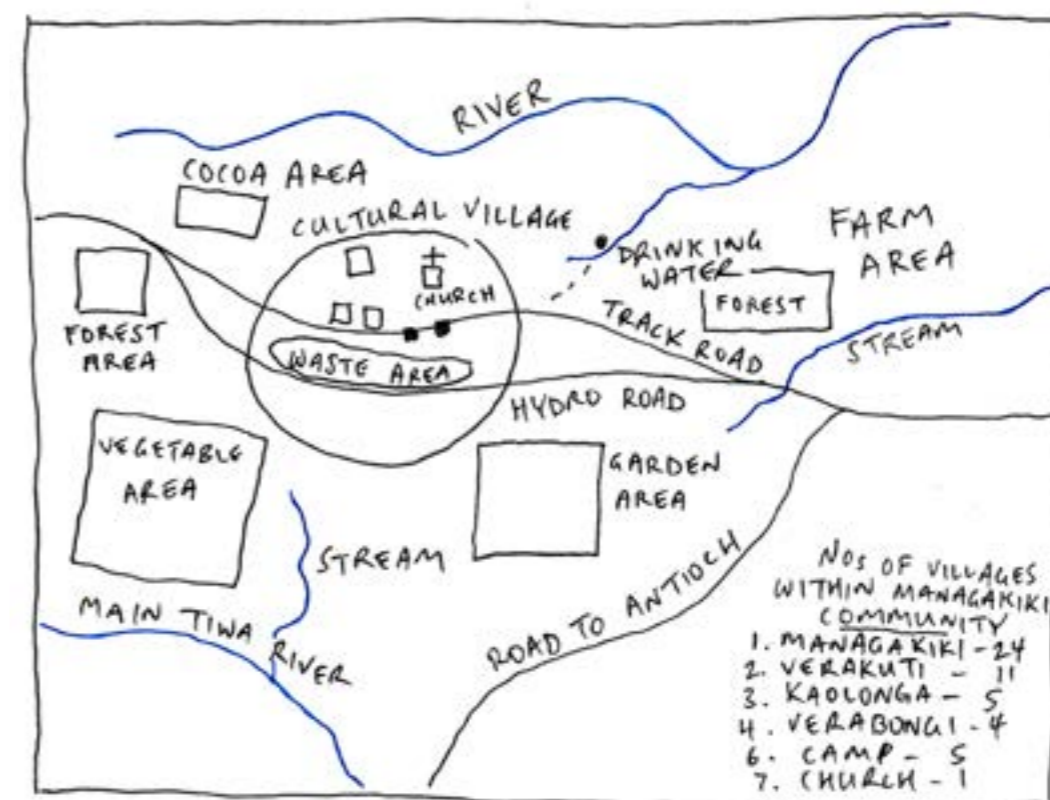 RIVER
COCOA AREA
CULTURAL VILLAGE
FARM
AREA
DRINKING
WATER
CHURCH
FOREST
FOREST
AREA
TRACK ROAD
STREAM
WASTE AREA
HYDRO ROAD
VEGETABLE
AREA
GARDEN
AREA
STREAM
MAIN TIWA RIVER
ROAD TO ANTIOCH
NOS OF VILLAGES
WITHIN MANAGAKIKI
COMMUNITY
1. MANAGAKIKI - 24
2. VERAKUTI - 11
3. KAOLONGA - 5
4. VERABONGI - 4
6. CAMP - 5
7. CHURCH - 1